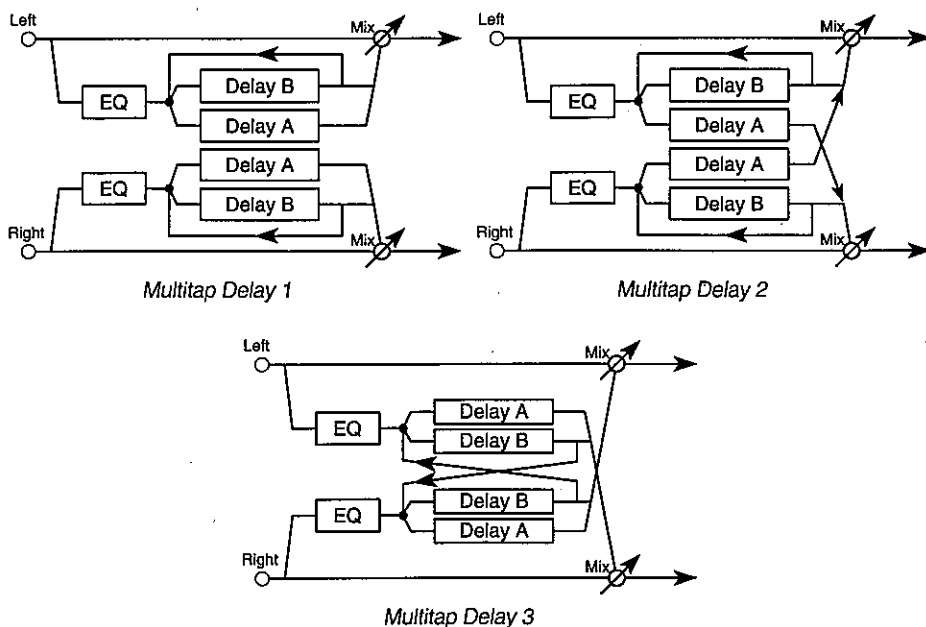 Left
Mix
Delay B
EQ
Delay A
Delay A
EQ
Delay B
Right
Mix
Multitap Delay 1
Left
Mix
Delay B
EQ
Delay A
Delay A
EQ
Delay B
Right
Mix
Multitap Delay 2
Left
Mix
Delay A
EQ
Delay B
Delay B
EQ
Delay A
Right
Mix
Multitap Delay 3